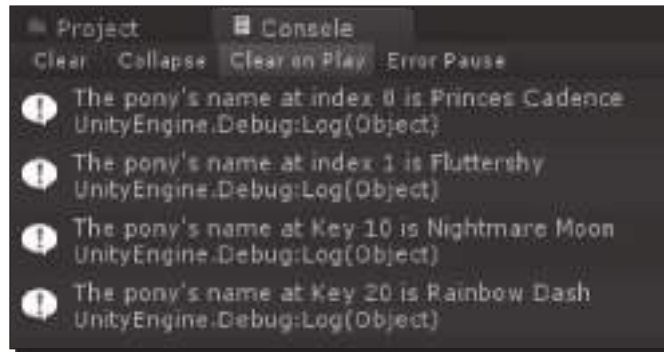 Project Console
Clear Collapse Clear on Play Error Pause
The pony's name at index 0 is Princes Cadence
UnityEngine.Debug:Log(Object)
The pony's name at index 1 is Fluttershy
UnityEngine.Debug:Log(Object)
The pony's name at Key 10 is Nightmare Moon
UnityEngine.Debug:Log(Object)
The pony's name at Key 20 is Rainbow Dash
UnityEngine.Debug:Log(Object)